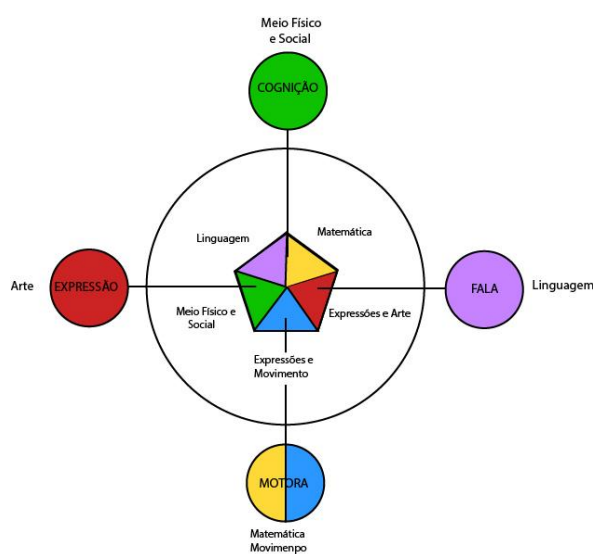 Meio Físico
e Social
COGNIÇÃO
Linguagem
Matemática
Arte
EXPRESSÃO
FALA
Linguagem
Meio Físico e
Social
Expressões e Arte
Expressões e
Movimento
MOTORA
Matemática
Movimenpo